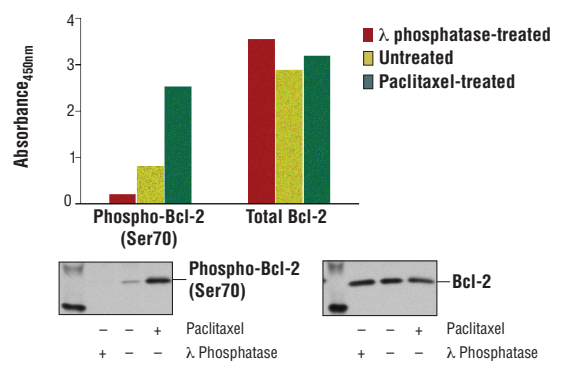 4
3
2
1
0
Absorbance450nm
λ phosphatase-treated
Untreated
Paclitaxel-treated
Phospho-Bcl-2
(Ser70)
Total Bcl-2
Phospho-Bcl-2
(Ser70)
Bcl-2
– – + Paclitaxel
+ – – λ Phosphatase
– – + Paclitaxel
+ – – λ Phosphatase